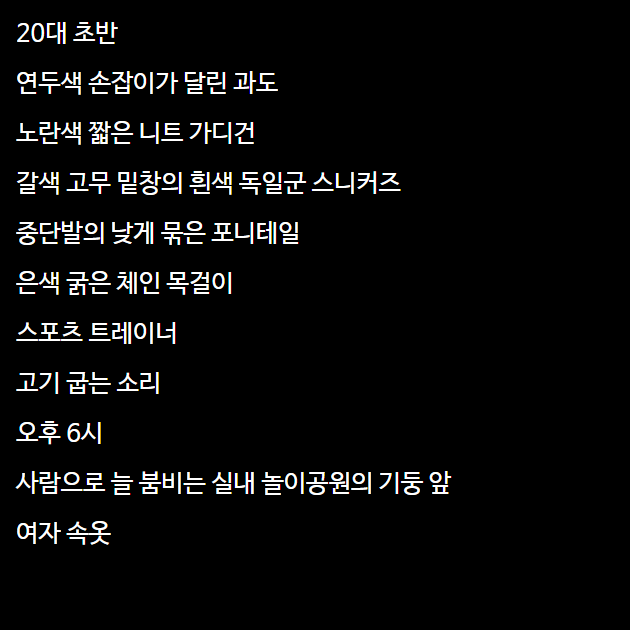 20대 초반
연두색 손잡이가 달린 과도
노란색 짧은 니트 가디건
갈색 고무 밑창의 흰색 독일군 스니커즈
중단발의 낮게 묶은 포니테일
은색 굵은 체인 목걸이
스포츠 트레이너
고기 굽는 소리
오후 6시
사람으로 늘 붐비는 실내 놀이공원의 기둥 앞
여자 속옷